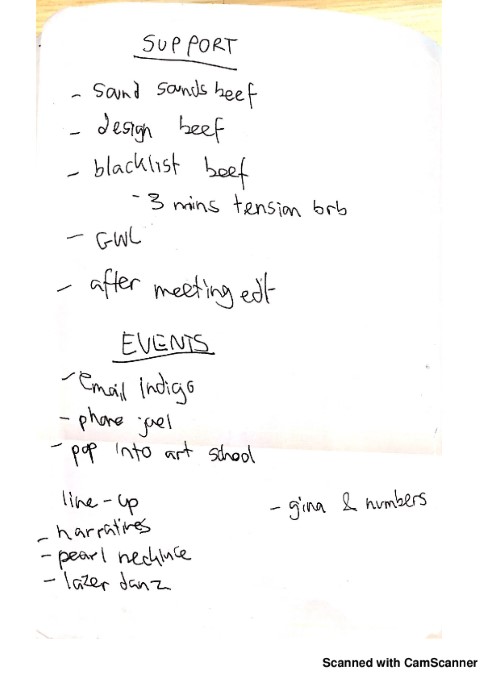 SUPPORT
- sound sounds beef
- design beef
- blacklist beef
- 3 mins tension brb
- GWL
- after meeting edit
EVENTS
- email Indigo
- phone joel
- pop into art school
line-up
- gina & numbers
- narratives
- pearl necklace
- lazer danz
Scanned with CamScanner